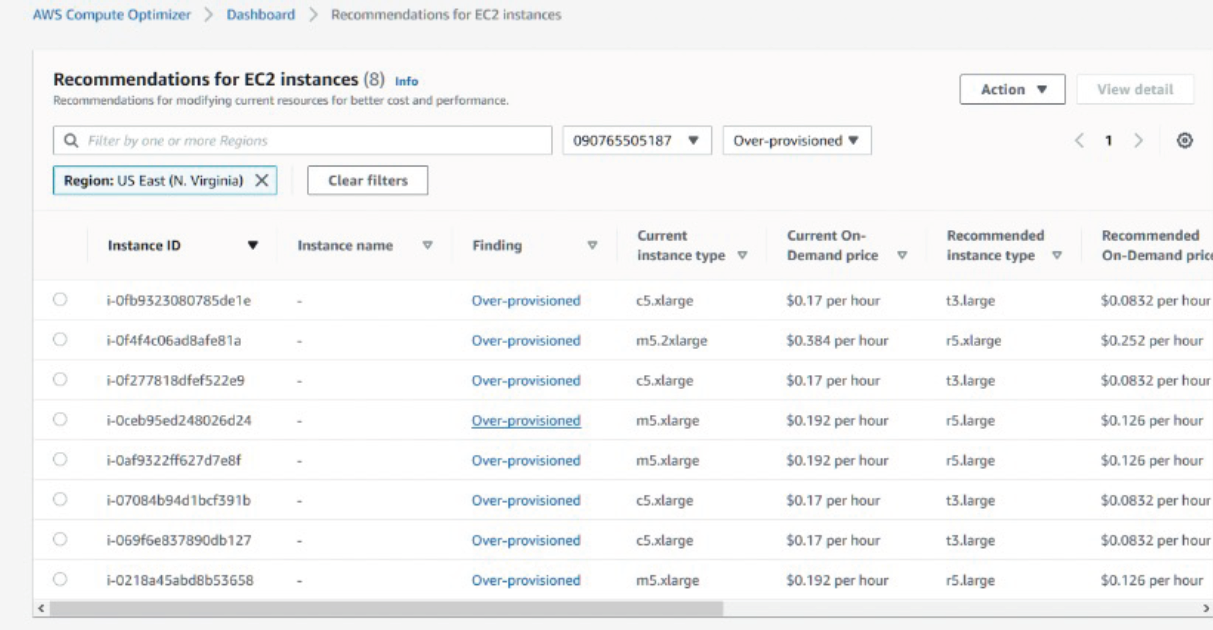 AWS Compute Optimizer > Dashboard > Recommendations for EC2 instances
Recommendations for EC2 instances (8) Info
Recommendations for modifying current resources for better cost and performance.
Action ▼ View detail
Filter by one or more Regions 090765505187 ▼ Over-provisioned ▼ < 1 >
Region: US East (N. Virginia) X Clear filters
Instance ID Instance name Finding Current instance type Current On-Demand price Recommended instance type Recommended On-Demand price
i-0fb9323080785de1e - Over-provisioned c5.xlarge $0.17 per hour t3.large $0.0832 per hour
i-0f4f4c06ad8afe81a - Over-provisioned m5.2xlarge $0.384 per hour r5.xlarge $0.252 per hour
i-0f277818dfef522e9 - Over-provisioned c5.xlarge $0.17 per hour t3.large $0.0832 per hour
i-0ceb95ed248026d24 - Over-provisioned m5.xlarge $0.192 per hour r5.large $0.126 per hour
i-0af9322ff627d7e8f - Over-provisioned m5.xlarge $0.192 per hour r5.large $0.126 per hour
i-07084b94d1bcf391b - Over-provisioned c5.xlarge $0.17 per hour t3.large $0.0832 per hour
i-069f6e837890db127 - Over-provisioned c5.xlarge $0.17 per hour t3.large $0.0832 per hour
i-0218a45abd8b53658 - Over-provisioned m5.xlarge $0.192 per hour r5.large $0.126 per hour